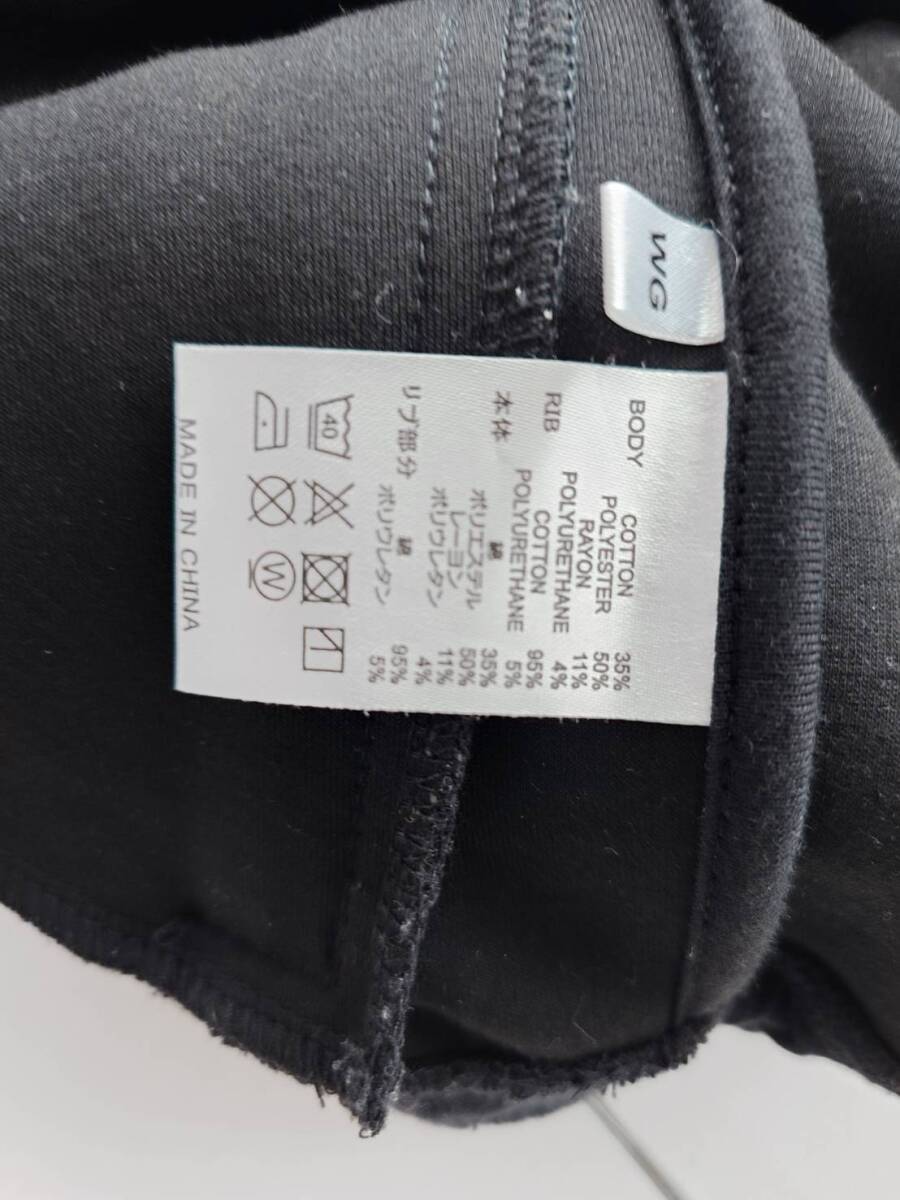 WG
BODY COTTON 35%
POLYESTER 50%
RAYON 11%
POLYURETHANE 4%
RIB COTTON 95%
POLYURETHANE 5%
本体 綿 35%
ポリエステル 50%
レーヨン 11%
ポリウレタン 4%
リブ部分 綿 95%
ポリウレタン 5%
40
W
MADE IN CHINA